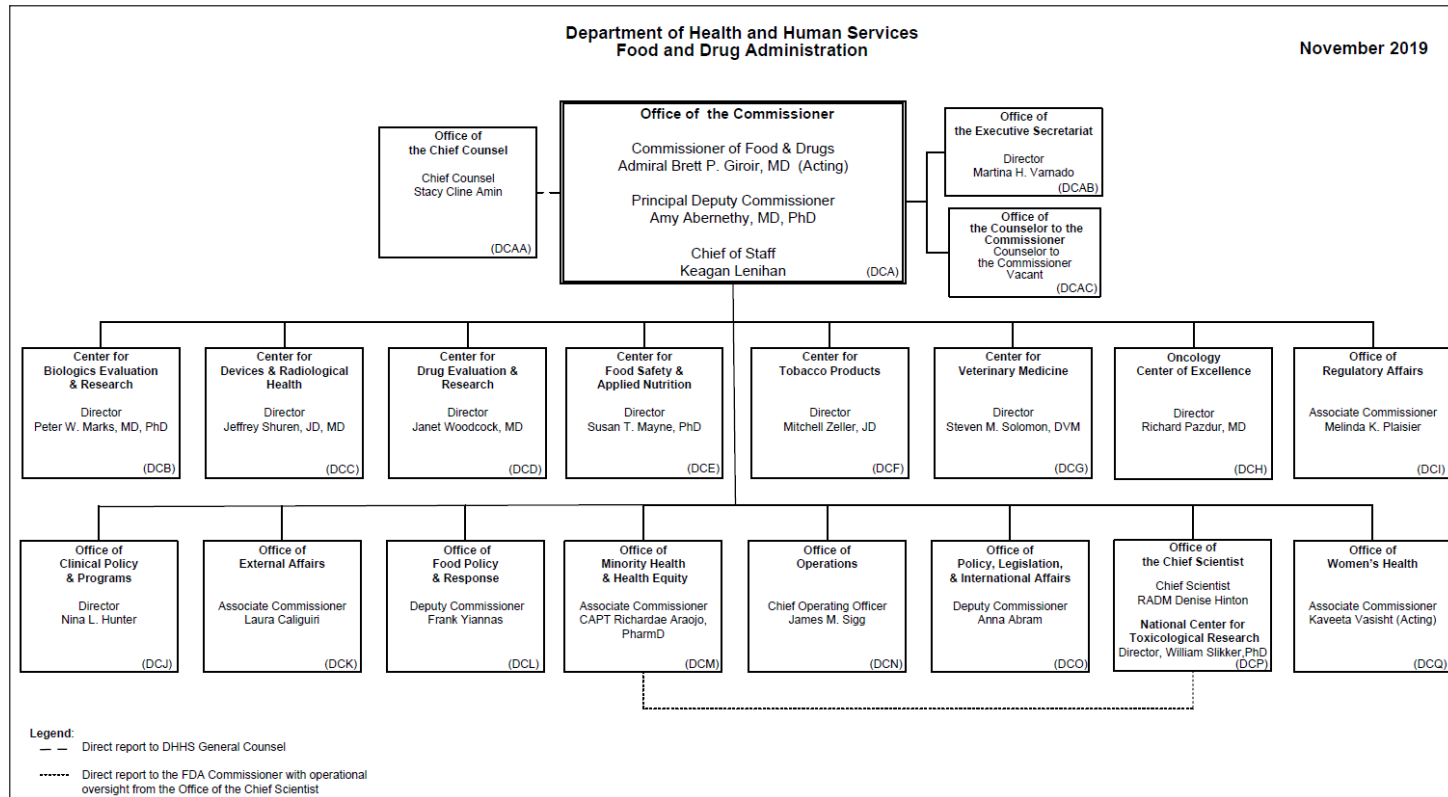 Department of Health and Human Services
Food and Drug Administration
November 2019
Office of
the Chief Counsel
Chief Counsel
Stacy Cline Amin
(DCAA)
Office of the Commissioner
Commissioner of Food & Drugs
Admiral Brett P. Giroir, MD (Acting)
Principal Deputy Commissioner
Amy Abernethy, MD, PhD
Chief of Staff
Keagan Lenihan
(DCA)
Office of
the Executive Secretariat
Director
Martina H. Varnado
(DCAB)
Office of
the Counselor to the
Commissioner
Counselor to
the Commissioner
Vacant
(DCAC)
Center for
Biologics Evaluation
& Research
Director
Peter W. Marks, MD, PhD
(DCB)
Center for
Devices & Radiological
Health
Director
Jeffrey Shuren, JD, MD
(DCC)
Center for
Drug Evaluation &
Research
Director
Janet Woodcock, MD
(DCD)
Center for
Food Safety &
Applied Nutrition
Director
Susan T. Mayne, PhD
(DCE)
Center for
Tobacco Products
Director
Mitchell Zeller, JD
(DCF)
Center for
Veterinary Medicine
Director
Steven M. Solomon, DVM
(DCG)
Oncology
Center of Excellence
Director
Richard Pazdur, MD
(DCH)
Office of
Regulatory Affairs
Associate Commissioner
Melinda K. Plaisier
(DCI)
Office of
Clinical Policy
& Programs
Director
Nina L. Hunter
(DCJ)
Office of
External Affairs
Associate Commissioner
Laura Caliguiri
(DCK)
Office of
Food Policy
& Response
Deputy Commissioner
Frank Yiannas
(DCL)
Office of
Minority Health
& Health Equity
Associate Commissioner
CAPT Richardae Araojo,
PharmD
(DCM)
Office of
Operations
Chief Operating Officer
James M. Sigg
(DCN)
Office of
Policy, Legislation,
& International Affairs
Deputy Commissioner
Anna Abram
(DCO)
Office of
the Chief Scientist
Chief Scientist
RADM Denise Hinton
National Center for
Toxicological Research
Director, William Slikker,PhD
(DCP)
Office of
Women's Health
Associate Commissioner
Kaveeta Vasisht (Acting)
(DCQ)
Legend:
Direct report to DHHS General Counsel
Direct report to the FDA Commissioner with operational
oversight from the Office of the Chief Scientist